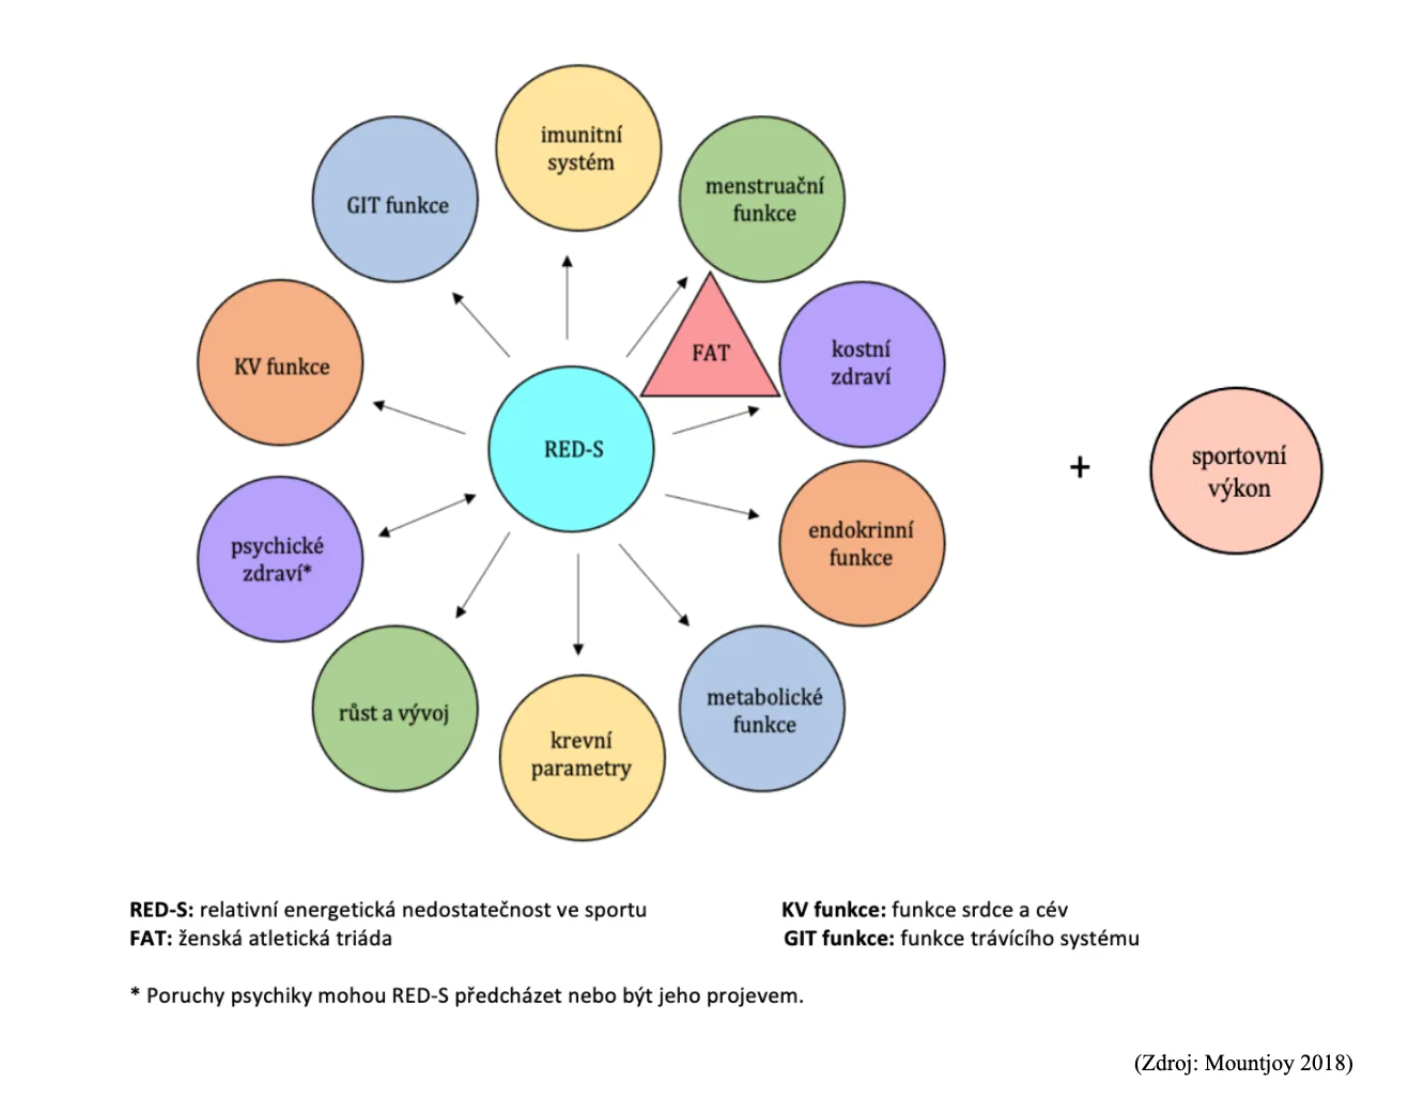 imunitní
systém
menstruační
funkce
GIT funkce
KV funkce
FAT
kostní
zdraví
RED-S
sportovní
výkon
+
psychické
zdraví*
endokrinní
funkce
růst a vývoj
krevní
parametry
metabolické
funkce
RED-S: relativní energetická nedostatečnost ve sportu
KV funkce: funkce srdce a cév
FAT: ženská atletická triáda
GIT funkce: funkce trávícího systému
* Poruchy psychiky mohou RED-S předcházet nebo být jeho projevem.
(Zdroj: Mountjoy 2018)